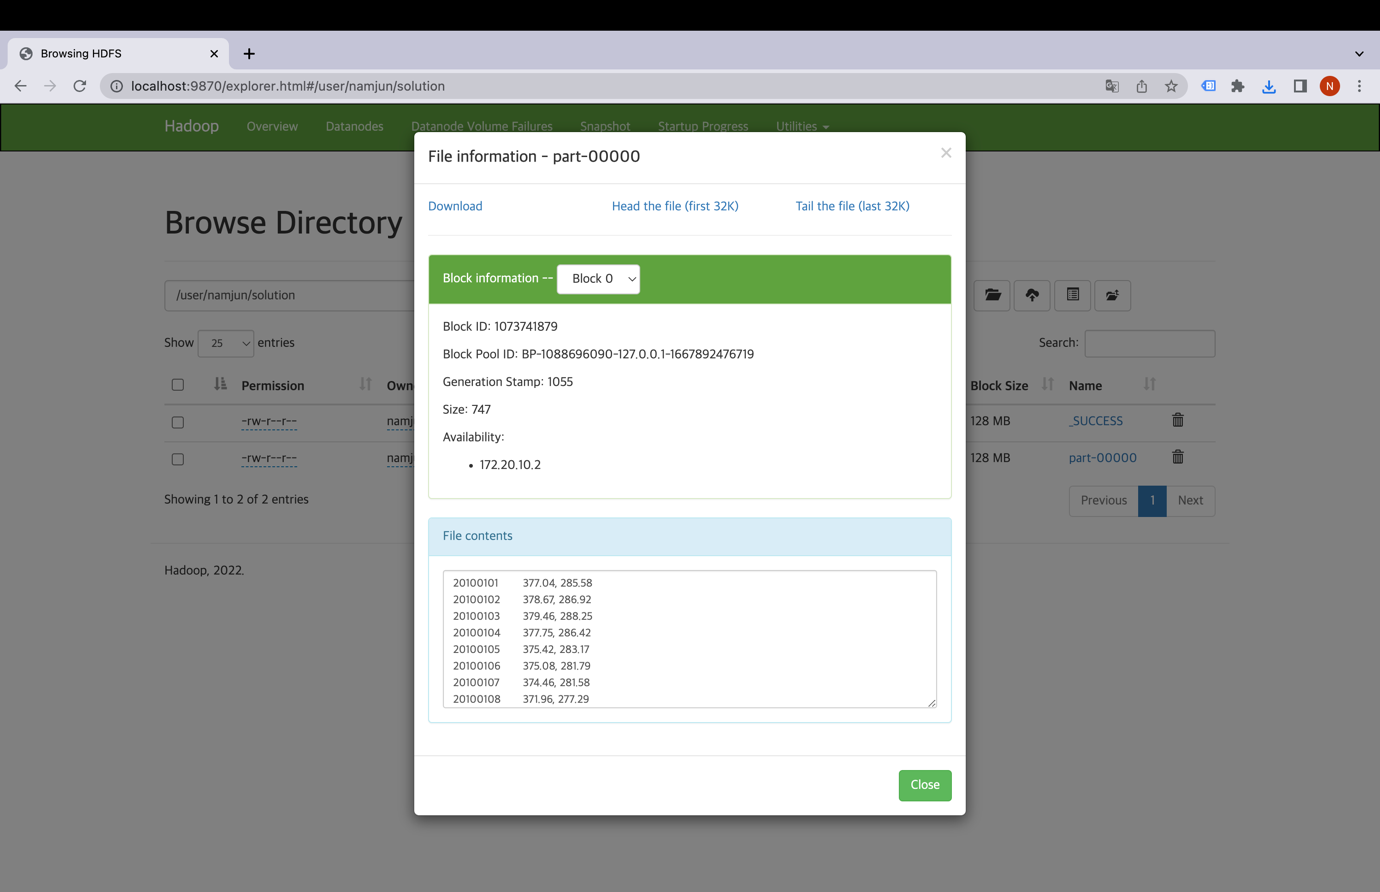 Browsing HDFS
localhost:9870/explorer.html#/user/namjun/solution
N
Hadoop Overview Datanodes Datanode Volume Failures Snapshot Startup Progress Utilities
File information - part-00000
Download Head the file (first 32K) Tail the file (last 32K)
Browse Directory
Block information -- Block 0
/user/namjun/solution
Block ID: 1073741879
Block Pool ID: BP-1088696090-127.0.0.1-1667892476719
Generation Stamp: 1055
Size: 747
Availability:
172.20.10.2
Show 25 entries Search:
Permission Own Block Size Name
-rw-r--r-- namj 128 MB _SUCCESS
-rw-r--r-- namj 128 MB part-00000
Showing 1 to 2 of 2 entries Previous 1 Next
Hadoop, 2022.
File contents
20100101 377.04, 285.58
20100102 378.67, 286.92
20100103 379.46, 288.25
20100104 377.75, 286.42
20100105 375.42, 283.17
20100106 375.08, 281.79
20100107 374.46, 281.58
20100108 371.96, 277.29
Close